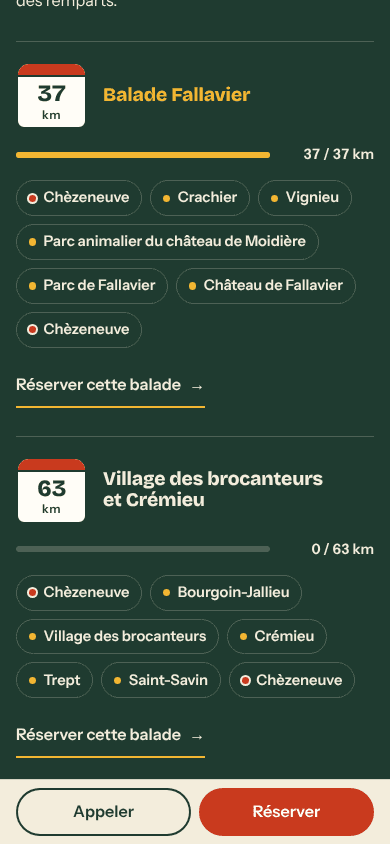 des remparts.
37
km
Balade Fallavier
37 / 37 km
Chèzeneuve
Crachier
Vignieu
Parc animalier du château de Moidière
Parc de Fallavier
Château de Fallavier
Chèzeneuve
Réserver cette balade →
63
km
Village des brocanteurs
et Crémieu
0 / 63 km
Chèzeneuve
Bourgoin-Jallieu
Village des brocanteurs
Crémieu
Trept
Saint-Savin
Chèzeneuve
Réserver cette balade →
Appeler
Réserver